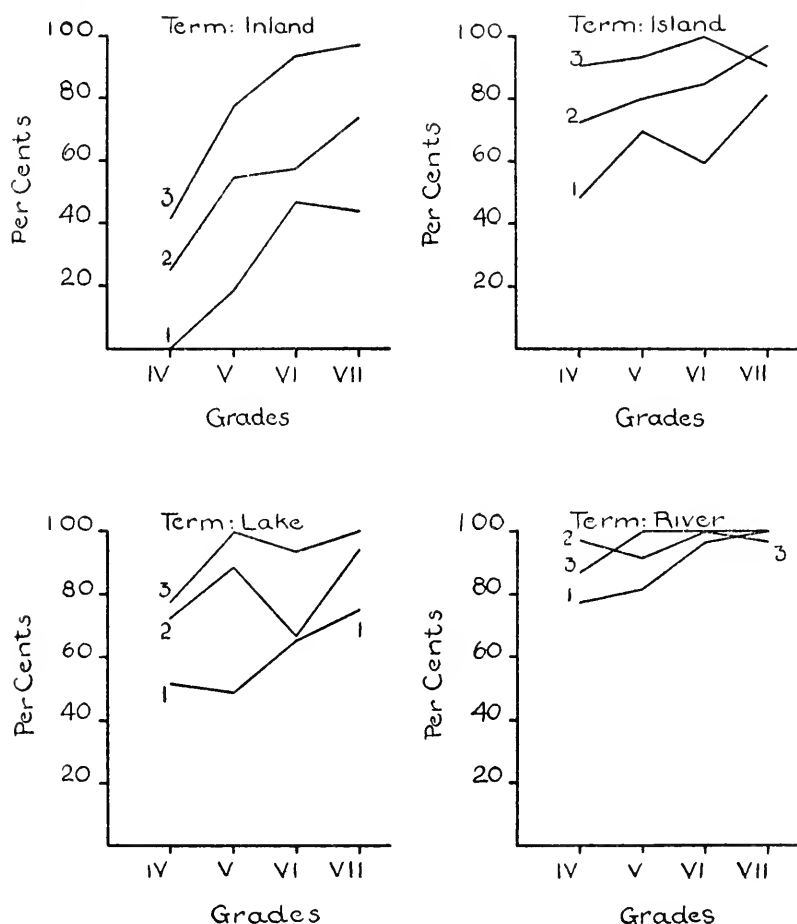 Term: Inland
100
80
60
40
20
Per Cents
3
2
1
IV V VI VII
Grades
Term: Island
100
80
60
40
20
Per Cents
3
2
1
IV V VI VII
Grades
Term: Lake
100
80
60
40
20
Per Cents
3
2
1
1
IV V VI VII
Grades
Term: River
100
80
60
40
20
Per Cents
2
3
1
3
IV V VI VII
Grades